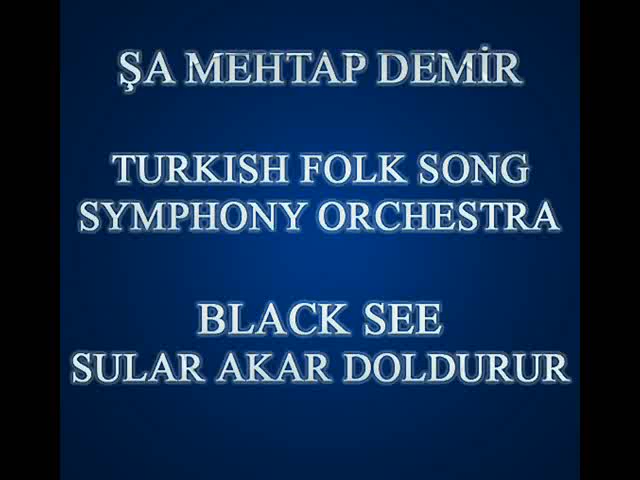 ŞA MEHTAP DEMİR
TURKISH FOLK SONG
SYMPHONY ORCHESTRA
BLACK SEE
SULAR AKAR DOLDURUR